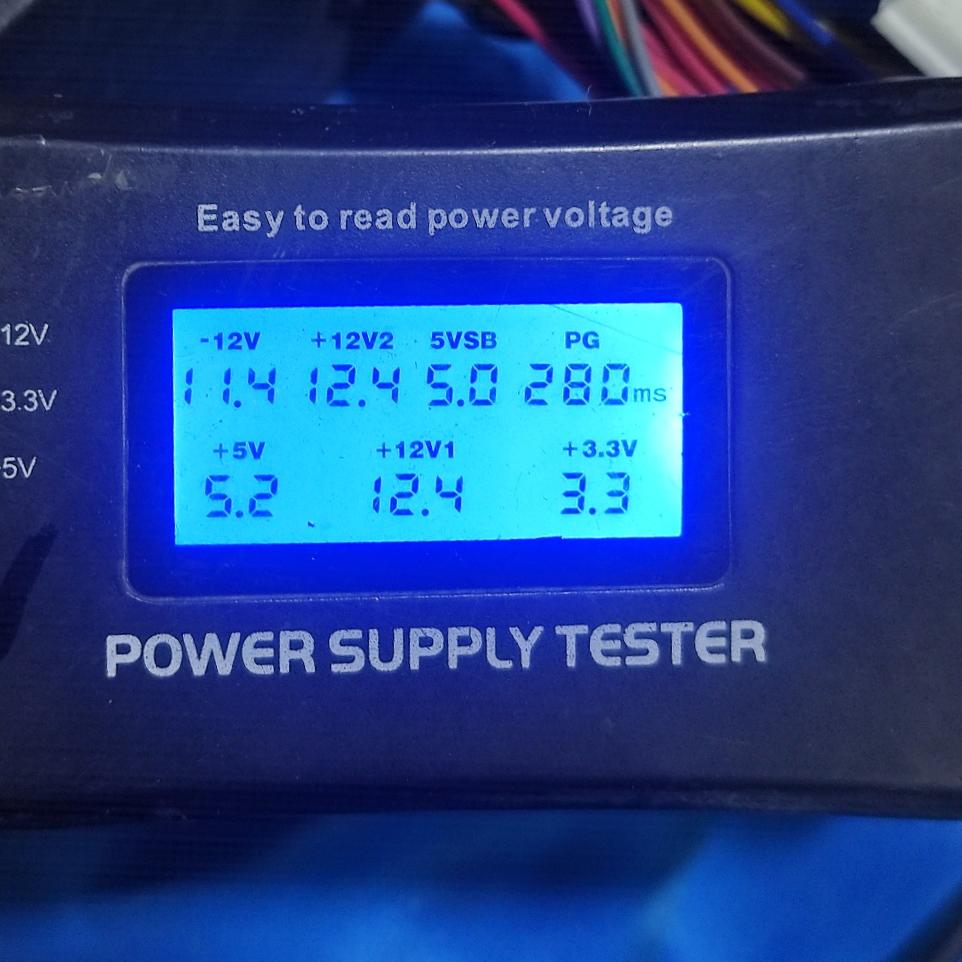 Easy to read power voltage
12V
3.3V
5V
-12V +12V2 5VSB PG
11.4 12.4 5.0 280ms
+5V +12V1 +3.3V
5.2 12.4 3.3
POWER SUPPLY TESTER